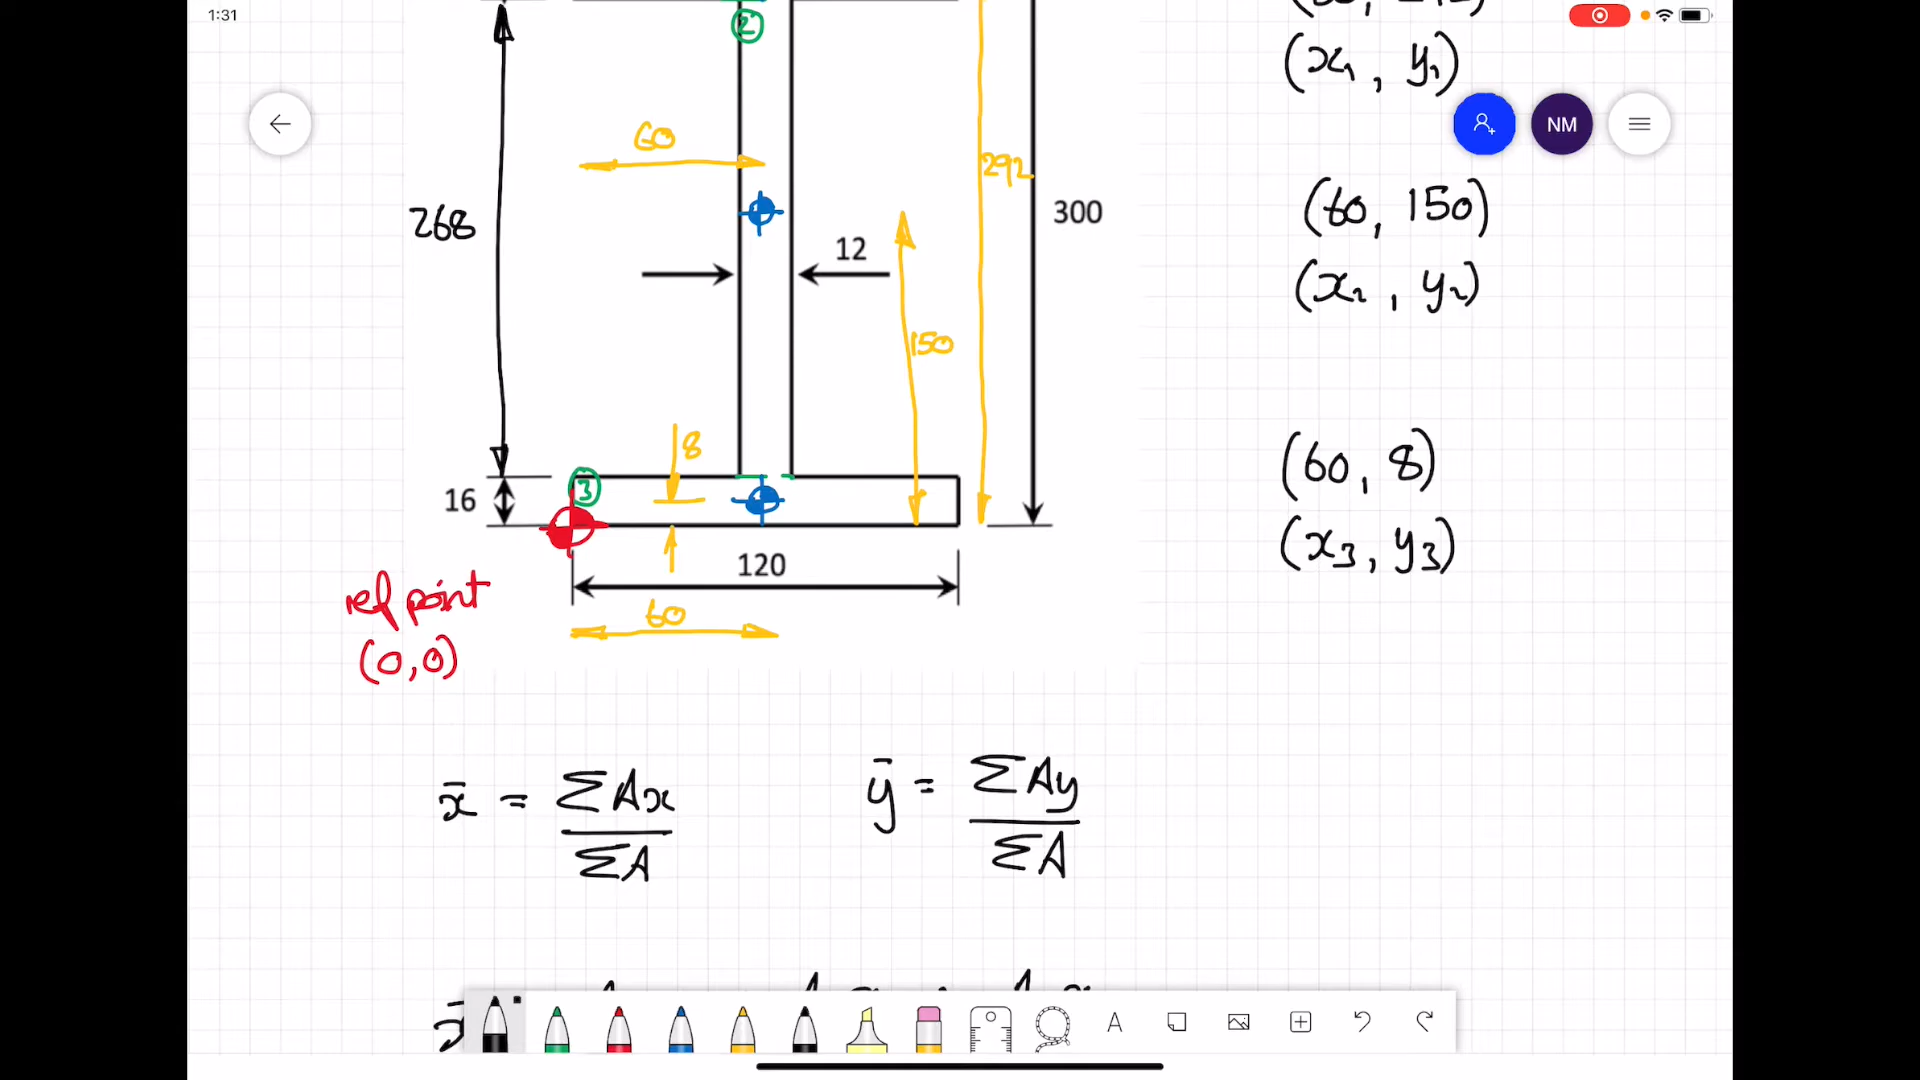 1:31
(x₁, y₁)
②
60
NM
292
(60, 150)
268
300
12
(x₂, y₂)
150
8
(60, 8)
③
16
(x₃, y₃)
120
ref point
60
(0,0)
x̄ = ΣAx / ΣA
ȳ = ΣAy / ΣA
A